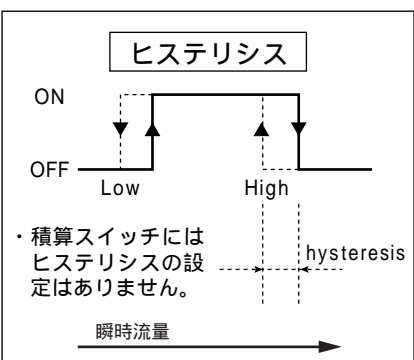 ヒステリシス
ON
OFF
Low
High
・積算スイッチには
ヒステリシスの設
定はありません。
hysteresis
瞬時流量